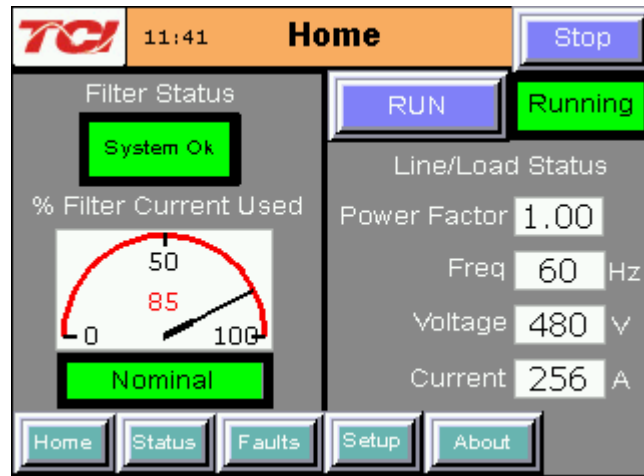 TCI 11:41 Home Stop
Filter Status
System Ok
% Filter Current Used
50
85
0 100
Nominal
RUN Running
Line/Load Status
Power Factor 1.00
Freq 60 Hz
Voltage 480 V
Current 256 A
Home Status Faults Setup About